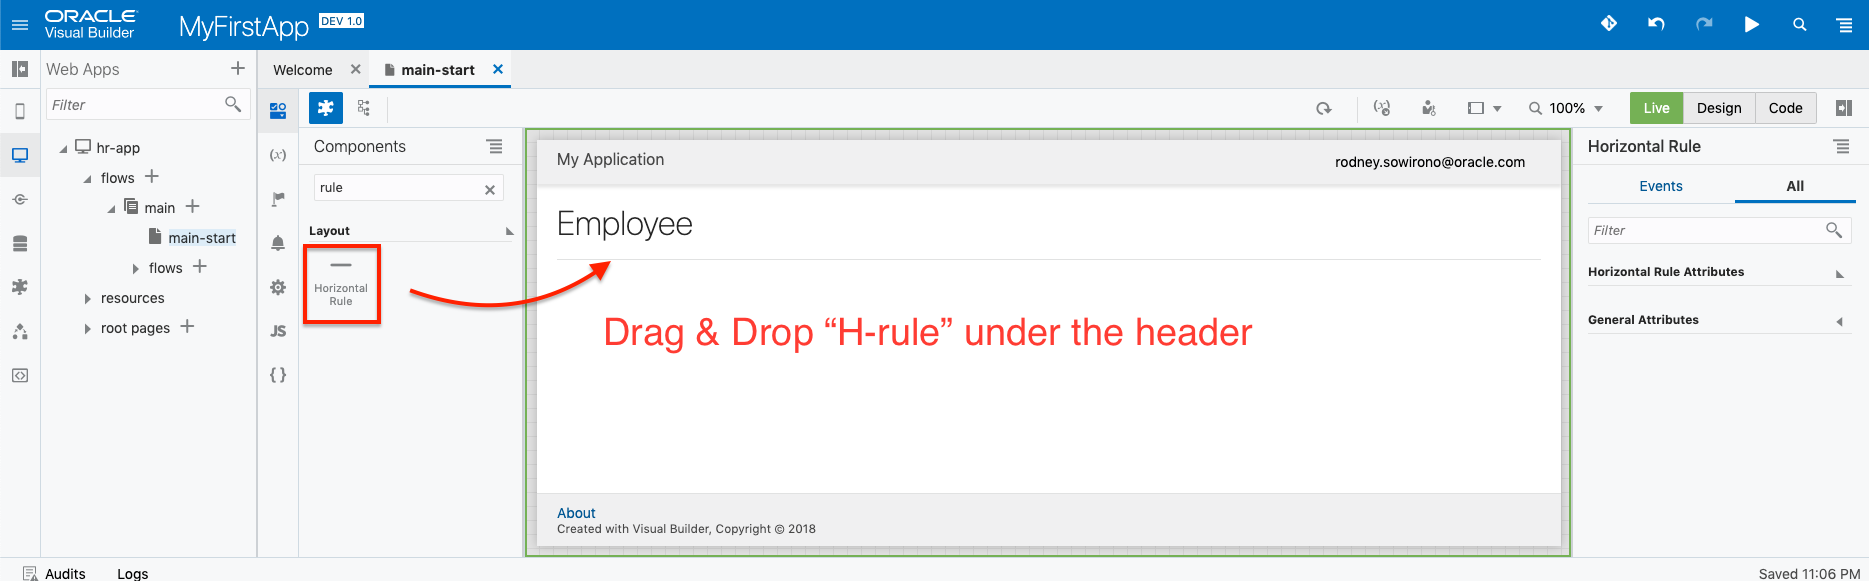 ORACLE
Visual Builder
MyFirstApp
DEV 1.0
Web Apps
Welcome
main-start
Filter
100%
Live
Design
Code
hr-app
flows
main
main-start
flows
resources
root pages
(x)
JS
{ }
Components
rule
Layout
Horizontal
Rule
My Application
rodney.sowirono@oracle.com
Employee
Drag & Drop “H-rule” under the header
About
Created with Visual Builder, Copyright © 2018
Horizontal Rule
Events
All
Filter
Horizontal Rule Attributes
General Attributes
Audits
Logs
Saved 11:06 PM